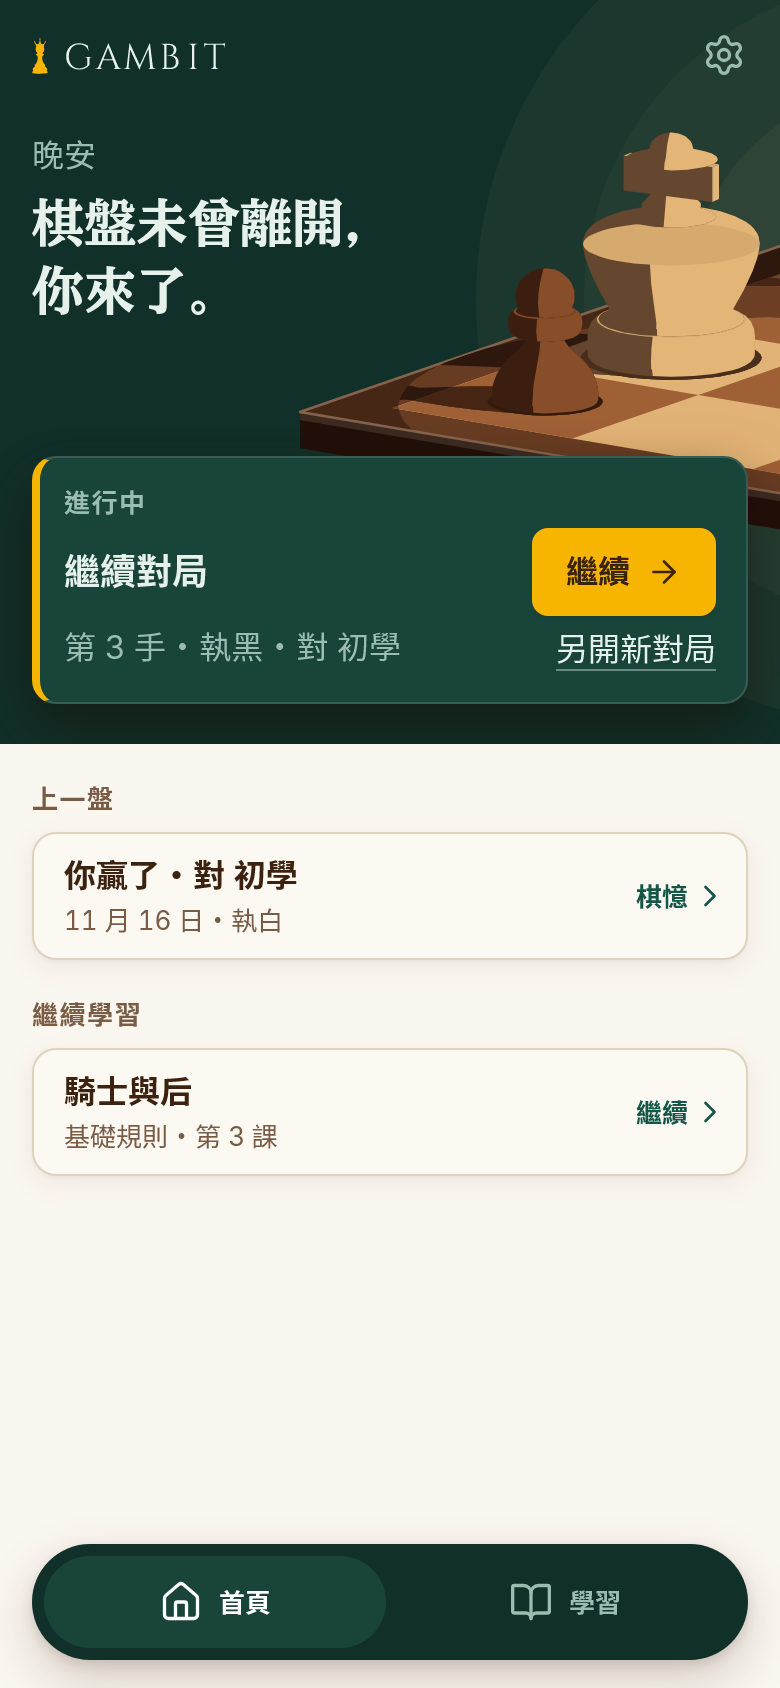 GAMBIT
晚安
棋盤未曾離開，
你來了。
進行中
繼續對局
繼續
第 3 手・執黑・對 初學
另開新對局
上一盤
你贏了・對 初學
11 月 16 日・執白
棋憶
繼續學習
騎士與后
基礎規則・第 3 課
繼續
首頁
學習